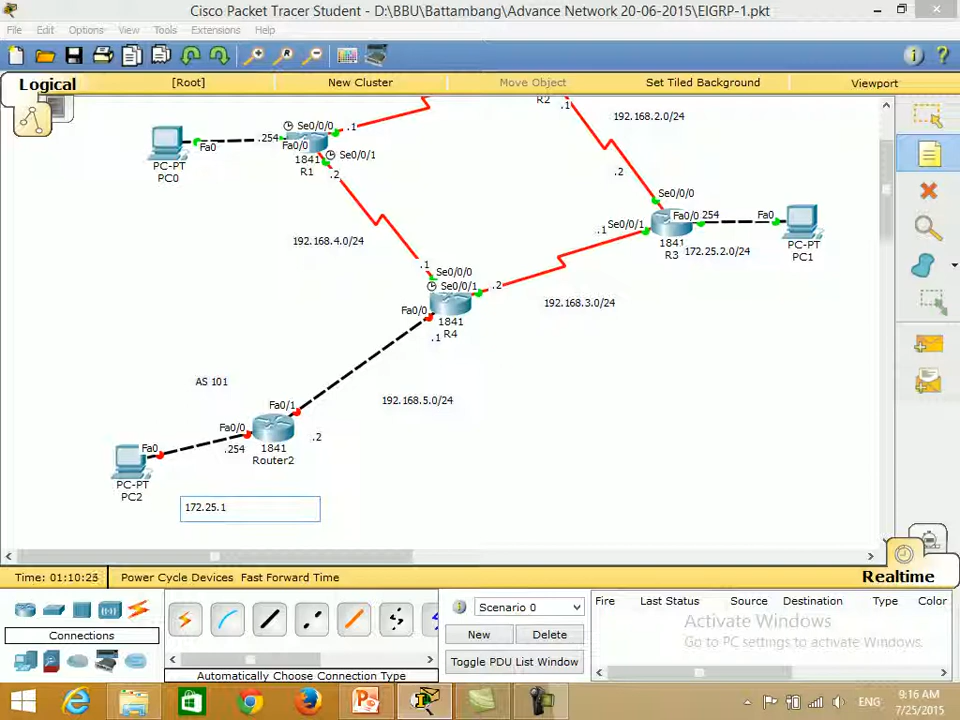 Cisco Packet Tracer Student - D:\BBU\Battambang\Advance Network 20-06-2015\EIGRP-1.pkt
File Edit Options View Tools Extensions Help
Logical [Root] New Cluster Move Object Set Tiled Background Viewport
R2
.1
192.168.2.0/24
Se0/0/0
.1
.254
Fa0
Fa0/0
Se0/0/1
1841
R1
PC-PT
PC0
.2
.2
Se0/0/0
Fa0/0 254
Fa0
Se0/0/1
.1
1841
R3
172.25.2.0/24
PC-PT
PC1
192.168.4.0/24
.1
Se0/0/0
Se0/0/1
.2
192.168.3.0/24
Fa0/0
1841
R4
.1
AS 101
192.168.5.0/24
Fa0/1
Fa0/0
.2
.254
1841
Router2
Fa0
PC-PT
PC2
172.25.1
Time: 01:10:25 Power Cycle Devices Fast Forward Time
Realtime
Connections
Automatically Choose Connection Type
Scenario 0
New Delete
Toggle PDU List Window
Fire Last Status Source Destination Type Color
Activate Windows
Go to PC settings to activate Windows.
ENG
9:16 AM
7/25/2015